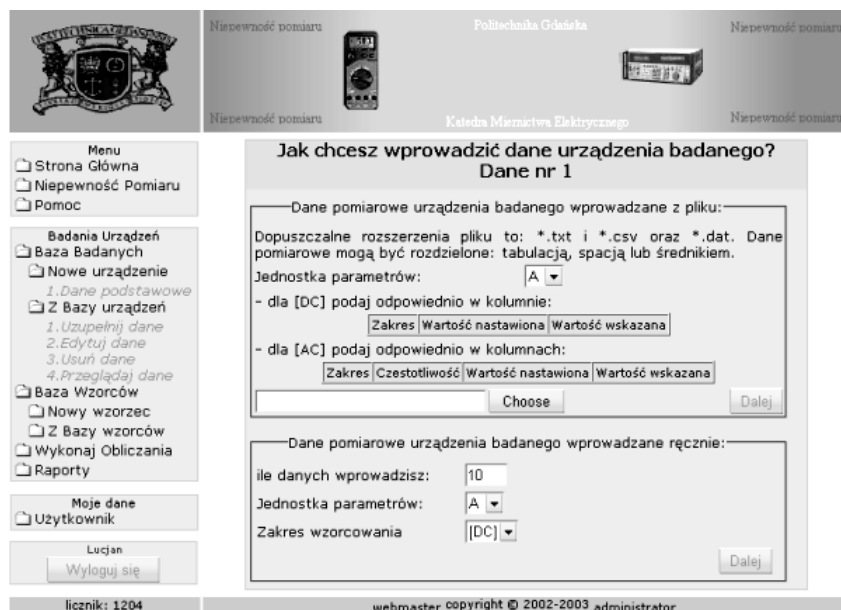 Niepewność pomiaru
Politechnika Gdańska
Niepewność pomiaru
Niepewność pomiaru
Katedra Miernictwa Elektrycznego
Niepewność pomiaru
Menu
Strona Główna
Niepewność Pomiaru
Pomoc
Badania Urządzeń
Baza Badanych
Nowe urządzenie
1.Dane podstawowe
Z Bazy urządzeń
1.Uzupełnij dane
2.Edytuj dane
3.Usuń dane
4.Przeglądaj dane
Baza Wzorców
Nowy wzorzec
Z Bazy wzorców
Wykonaj Obliczania
Raporty
Moje dane
Użytkownik
Lucjan
Wyloguj się
licznik: 1204
Jak chcesz wprowadzić dane urządzenia badanego?
Dane nr 1
Dane pomiarowe urządzenia badanego wprowadzane z pliku:
Dopuszczalne rozszerzenia pliku to: *.txt i *.csv oraz *.dat. Dane
pomiarowe mogą być rozdzielone: tabulacją, spacją lub średnikiem.
Jednostka parametrów: A
- dla [DC] podaj odpowiednio w kolumnie:
Zakres Wartość nastawiona Wartość wskazana
- dla [AC] podaj odpowiednio w kolumnach:
Zakres Czestotliwość Wartość nastawiona Wartość wskazana
Choose Dalej
Dane pomiarowe urządzenia badanego wprowadzane ręcznie:
ile danych wprowadzisz: 10
Jednostka parametrów: A
Zakres wzorcowania [DC]
Dalej
webmaster copyright © 2002-2003 administrator